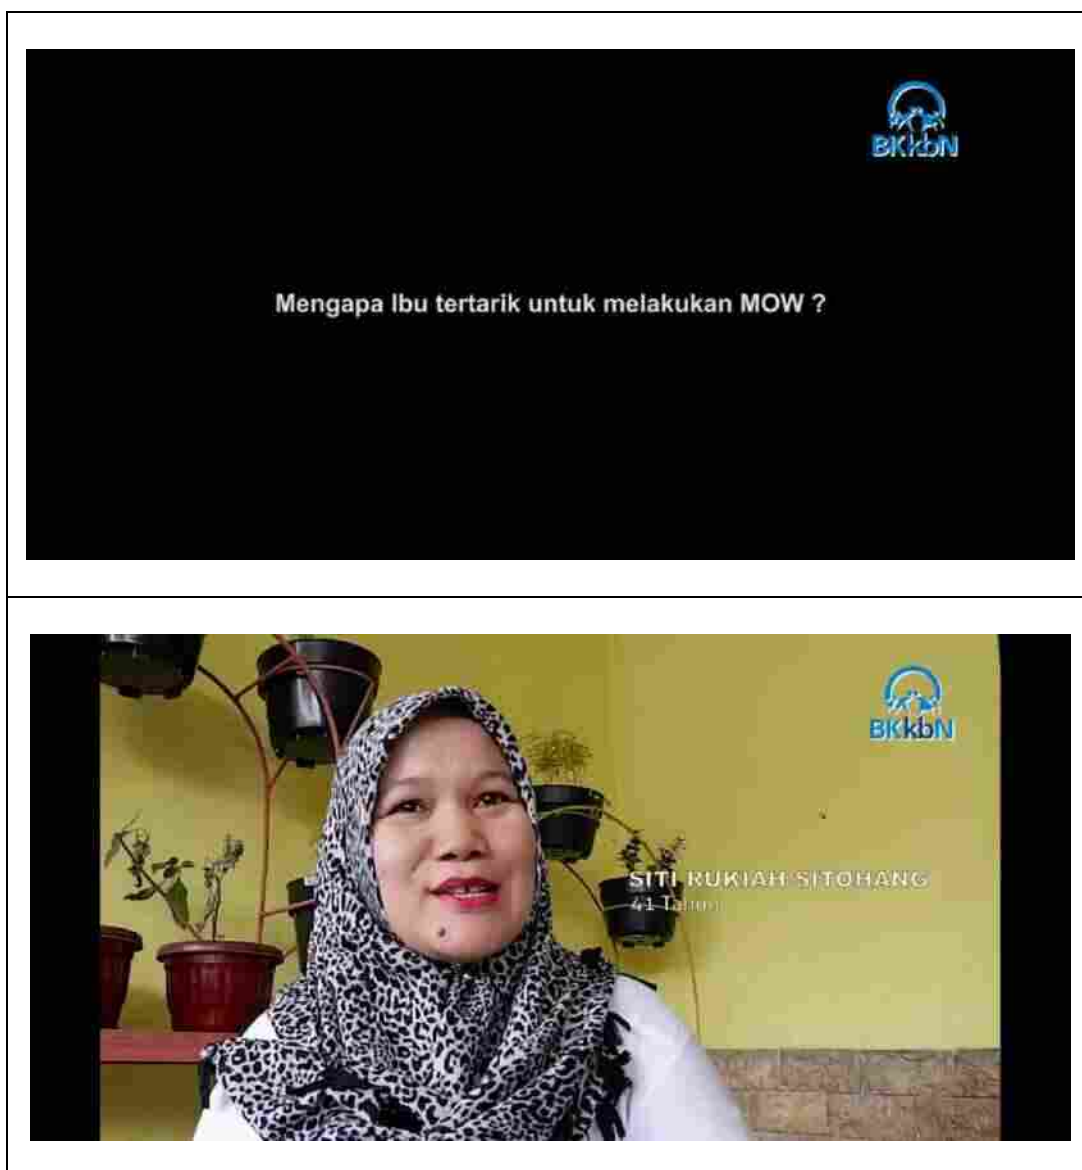 BKkbN
Mengapa Ibu tertarik untuk melakukan MOW ?
BKkbN
SITI RUKIAH SITOHANG
41 Tahun